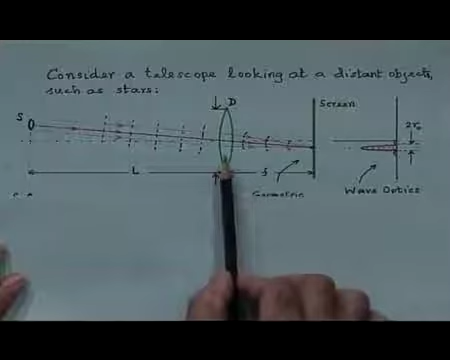 Consider a telescope looking at a distant objects,
such as stars:
S
D
Screen
2r₀
L
f
Geometric
Wave Optics